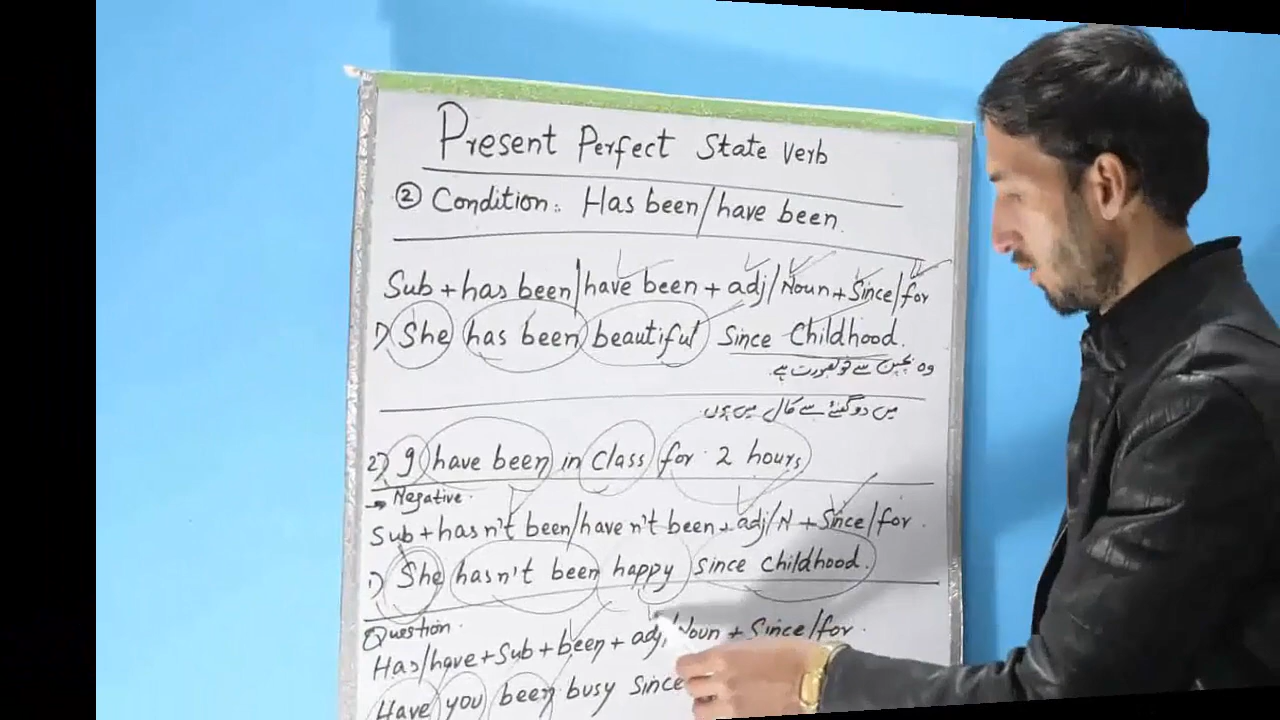 Present Perfect State verb
② Condition: Has been/have been.
Sub + has been/have been + adj/Noun + Since/for
1) She has been beautiful since Childhood.
وہ بچپن سے خوبصورت ہے۔
میں دو گھنٹے سے کلاس میں ہوں۔
2) I have been in class for 2 hours
→ Negative.
Sub + hasn't been/haven't been + adj/N + Since/for.
1) She hasn't been happy since childhood.
Question.
Has/have + Sub + been + adj/Noun + Since/for.
Have you been busy since